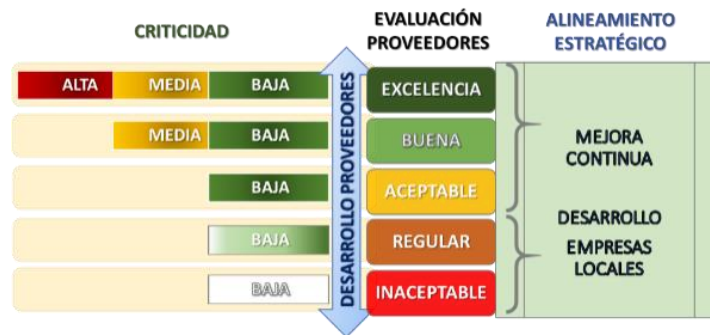 CRITICIDAD
EVALUACIÓN
PROVEEDORES
ALINEAMIENTO
ESTRATÉGICO
ALTA MEDIA BAJA
MEDIA BAJA
BAJA
BAJA
BAJA
DESARROLLO PROVEEDORES
EXCELENCIA
BUENA
ACEPTABLE
REGULAR
INACEPTABLE
MEJORA
CONTINUA
DESARROLLO
EMPRESAS
LOCALES